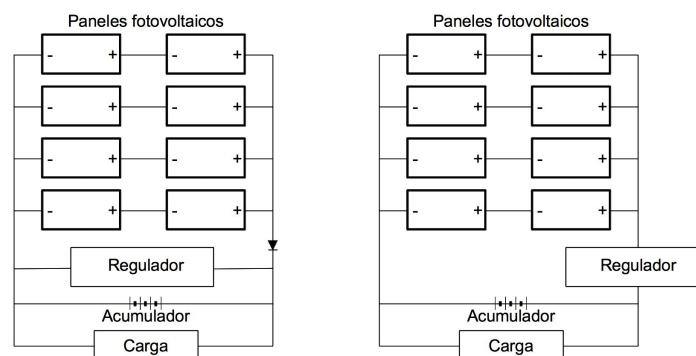 Paneles fotovoltaicos
- + - +
- + - +
- + - +
- + - +
Regulador
Acumulador
Carga
Paneles fotovoltaicos
- + - +
- + - +
- + - +
- + - +
Regulador
Acumulador
Carga